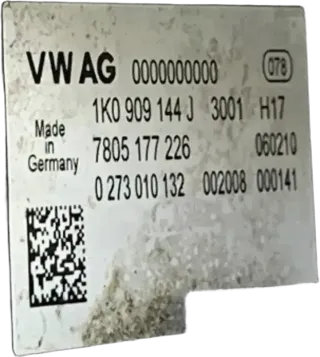 VW AG 0000000000 078
1K0 909 144 J 3001 H17
Made in Germany
7805 177 226 060210
0 273 010 132 002008 000141